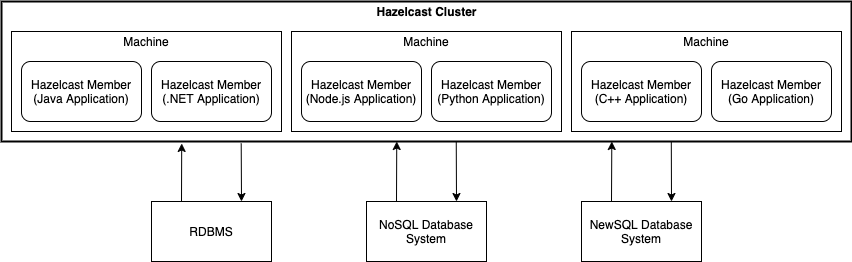 Hazelcast Cluster
Machine
Hazelcast Member
(Java Application)
Hazelcast Member
(.NET Application)
Machine
Hazelcast Member
(Node.js Application)
Hazelcast Member
(Python Application)
Machine
Hazelcast Member
(C++ Application)
Hazelcast Member
(Go Application)
RDBMS
NoSQL Database
System
NewSQL Database
System